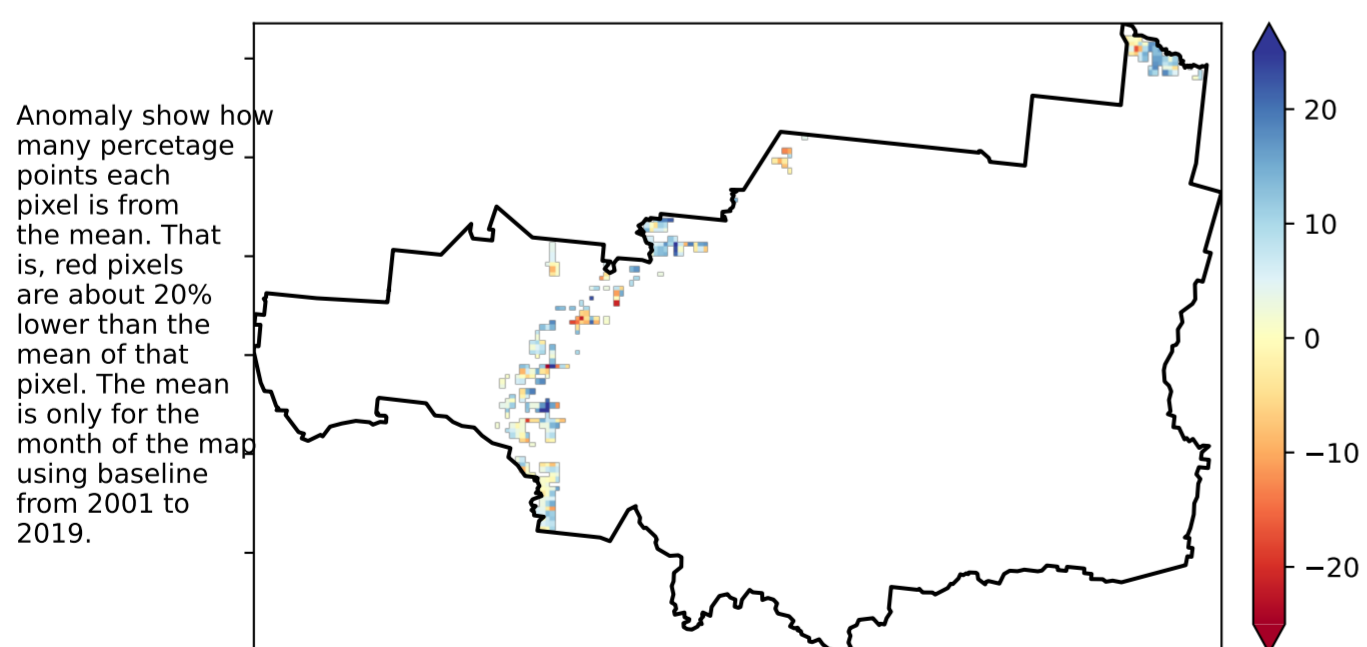 Anomaly show how
many percetage
points each
pixel is from
the mean. That
is, red pixels
are about 20%
lower than the
mean of that
pixel. The mean
is only for the
month of the map
using baseline
from 2001 to
2019.
20
10
0
−10
−20